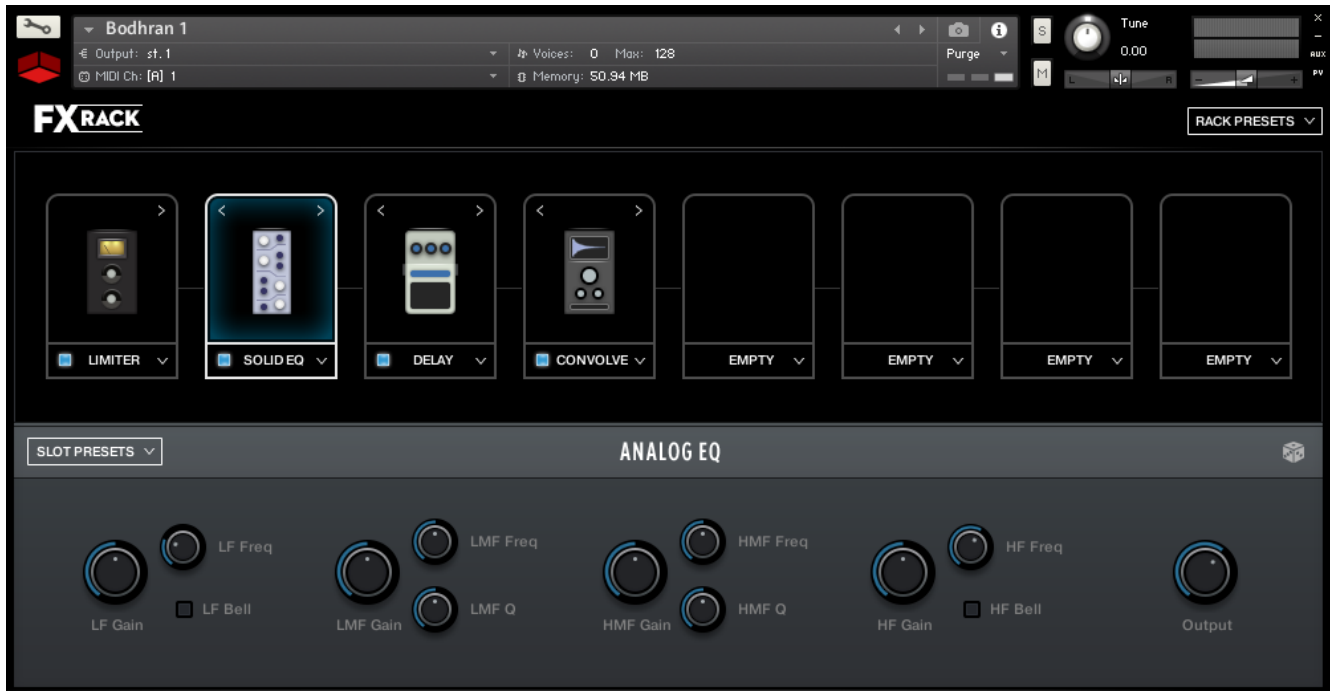 Bodhran 1
Output: st.1
Voices: 0 Max: 128
Purge
MIDI Ch: [A] 1
Memory: 50.94 MB
S
M
Tune
0.00
L R
- +
×
-
AUX
PV
FX RACK
RACK PRESETS
LIMITER
SOLID EQ
DELAY
CONVOLVE
EMPTY
EMPTY
EMPTY
EMPTY
SLOT PRESETS
ANALOG EQ
LF Gain
LF Freq
LF Bell
LMF Gain
LMF Freq
LMF Q
HMF Gain
HMF Freq
HMF Q
HF Gain
HF Freq
HF Bell
Output